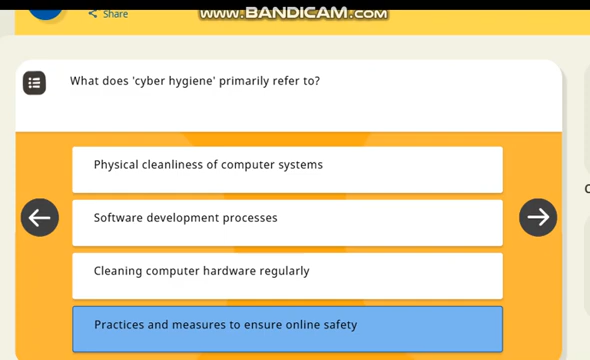 Share
www.BANDICAM.com
What does 'cyber hygiene' primarily refer to?
Physical cleanliness of computer systems
Software development processes
Cleaning computer hardware regularly
Practices and measures to ensure online safety